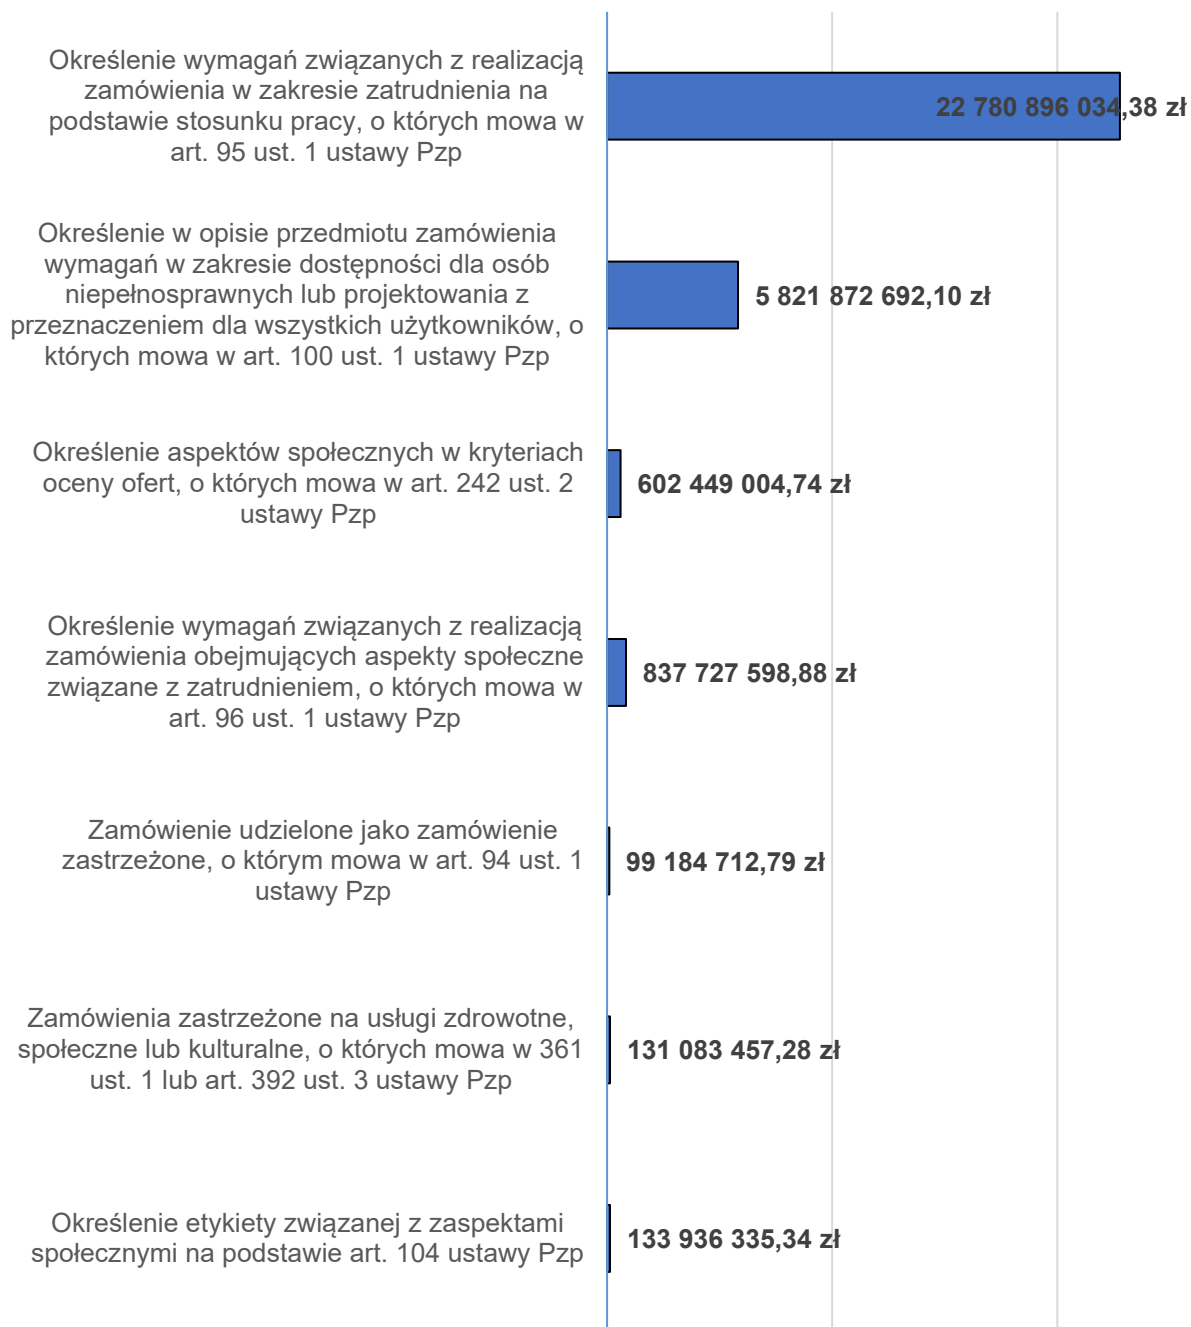 Określenie wymagań związanych z realizacją
zamówienia w zakresie zatrudnienia na
podstawie stosunku pracy, o których mowa w
art. 95 ust. 1 ustawy Pzp
22 780 896 034,38 zł
Określenie w opisie przedmiotu zamówienia
wymagań w zakresie dostępności dla osób
niepełnosprawnych lub projektowania z
przeznaczeniem dla wszystkich użytkowników, o
których mowa w art. 100 ust. 1 ustawy Pzp
5 821 872 692,10 zł
Określenie aspektów społecznych w kryteriach
oceny ofert, o których mowa w art. 242 ust. 2
ustawy Pzp
602 449 004,74 zł
Określenie wymagań związanych z realizacją
zamówienia obejmujących aspekty społeczne
związane z zatrudnieniem, o których mowa w
art. 96 ust. 1 ustawy Pzp
837 727 598,88 zł
Zamówienie udzielone jako zamówienie
zastrzeżone, o którym mowa w art. 94 ust. 1
ustawy Pzp
99 184 712,79 zł
Zamówienia zastrzeżone na usługi zdrowotne,
społeczne lub kulturalne, o których mowa w 361
ust. 1 lub art. 392 ust. 3 ustawy Pzp
131 083 457,28 zł
Określenie etykiety związanej z zaspektami
społecznymi na podstawie art. 104 ustawy Pzp
133 936 335,34 zł